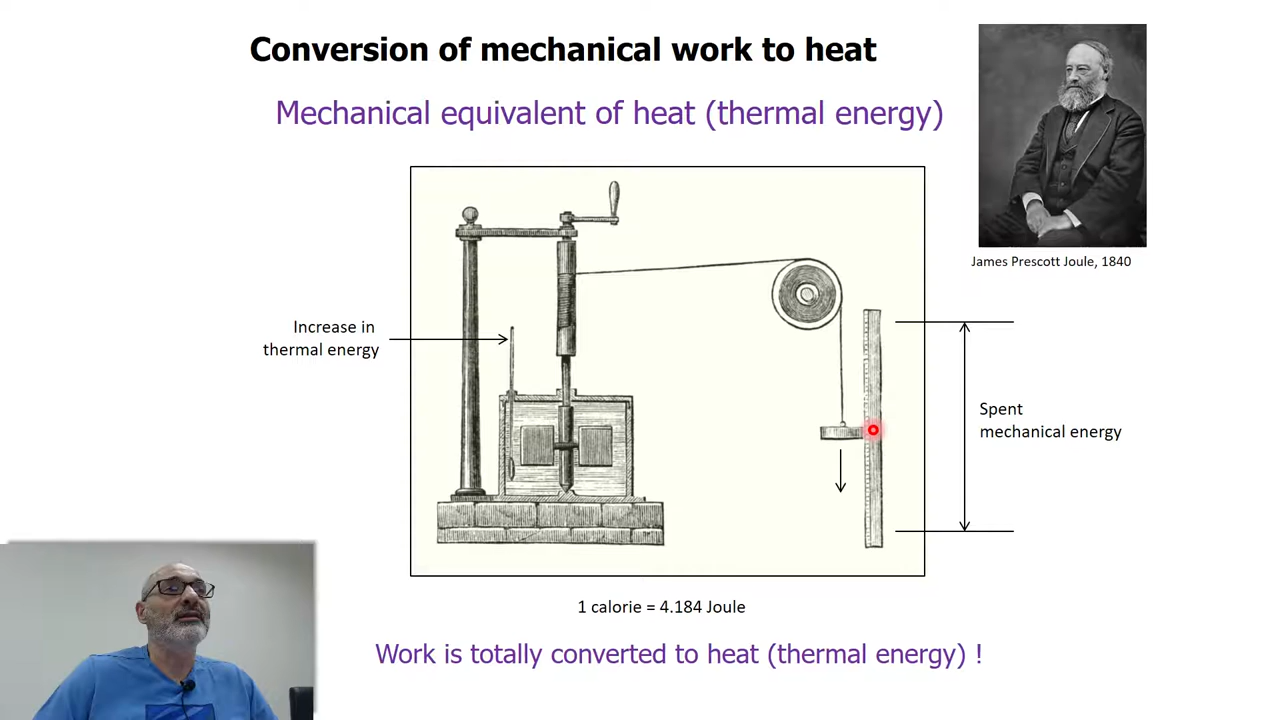 Conversion of mechanical work to heat
Mechanical equivalent of heat (thermal energy)
James Prescott Joule, 1840
Increase in
thermal energy
Spent
mechanical energy
1 calorie = 4.184 Joule
Work is totally converted to heat (thermal energy) !